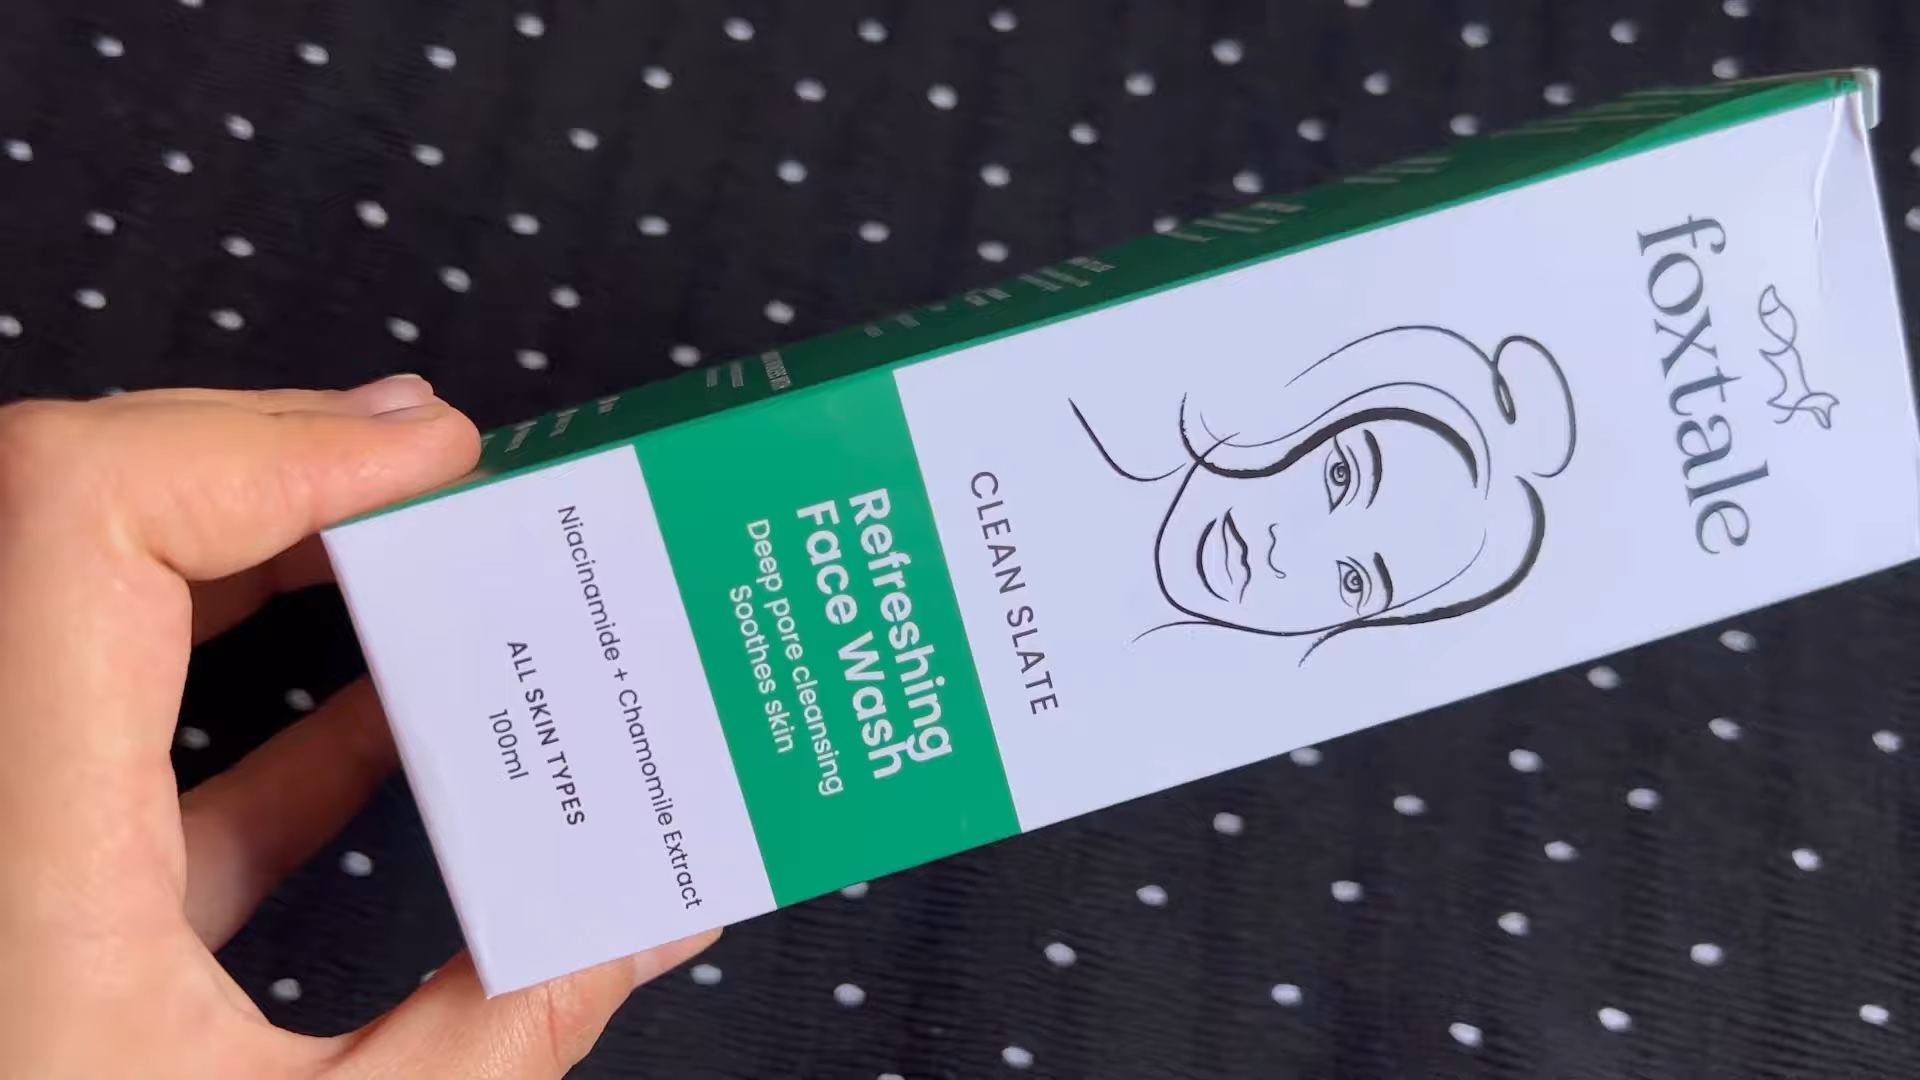 foxtale
CLEAN SLATE
Refreshing
Face Wash
Deep pore cleansing
Soothes skin
Niacinamide + Chamomile Extract
ALL SKIN TYPES
100ml